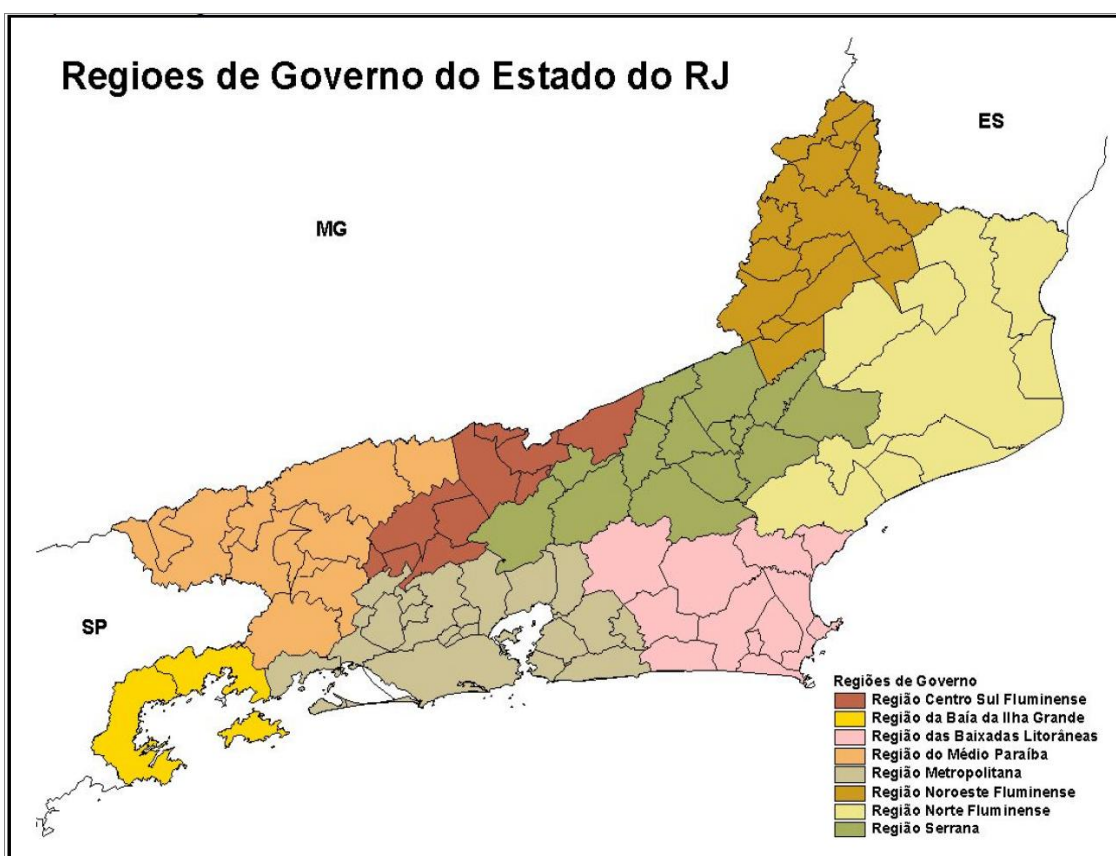 Regioes de Governo do Estado do RJ
ES
MG
SP
Regiões de Governo
Região Centro Sul Fluminense
Região da Baía da Ilha Grande
Região das Baixadas Litorâneas
Região do Médio Paraíba
Região Metropolitana
Região Noroeste Fluminense
Região Norte Fluminense
Região Serrana